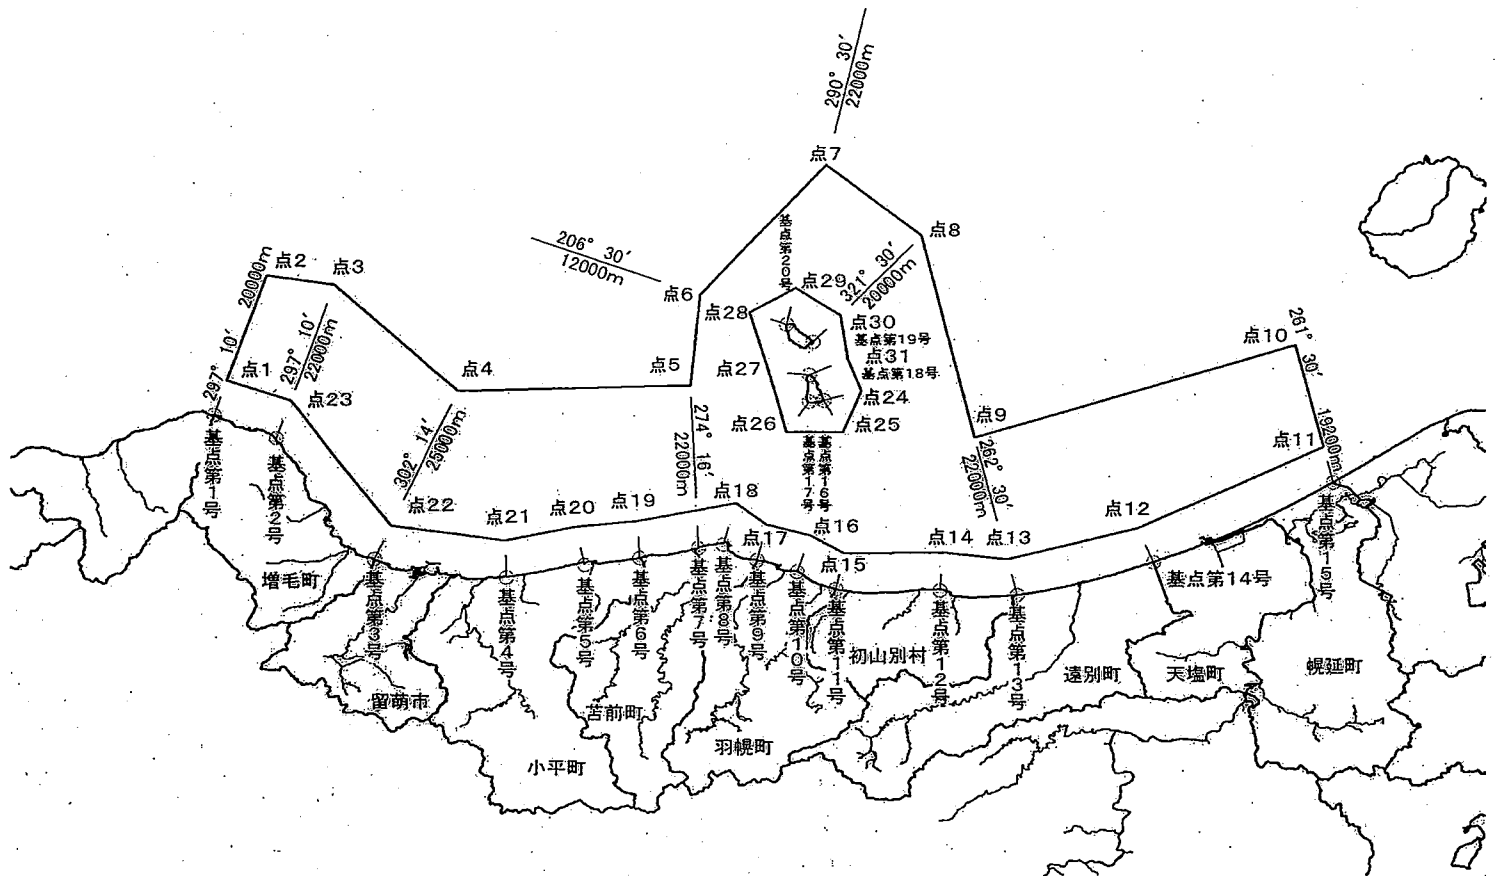 290° 30′
22000m
点7
基点第20号
点8
206° 30′
12000m
点2
20000m
点3
点6
点28
点29
321° 30′
20000m
点30
基点第19号
点31
基点第18号
点10
261° 30′
297° 10′
点1
297° 10′
22000m
点23
点4
点5
点27
点24
点26
点25
点9
点11
19200m
302° 14′
25000m
274° 16′
22000m
基点第17号
基点第16号
262° 30′
22000m
基点第1号
基点第2号
点22
点21
点20
点19
点18
点17
点16
点15
点14
点13
点12
基点第3号
基点第4号
基点第5号
基点第6号
基点第7号
基点第8号
基点第9号
基点第10号
基点第11号
基点第12号
基点第13号
基点第14号
基点第15号
増毛町
留萌市
小平町
苫前町
羽幌町
初山別村
遠別町
天塩町
幌延町